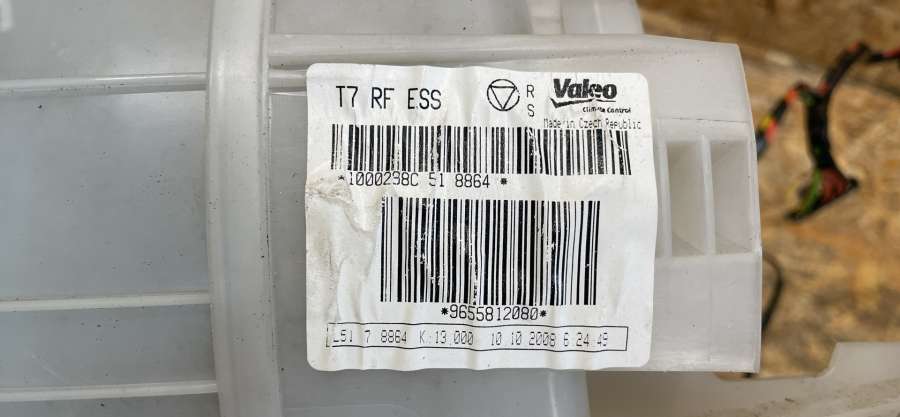 T7 RF ESS
R
S
Valeo
Climate Control
Made in Czech Republic
*1000238C 51 8864 *
*9655812080*
L51 7 8864 K 13,000 10 10 2008 6 24 49